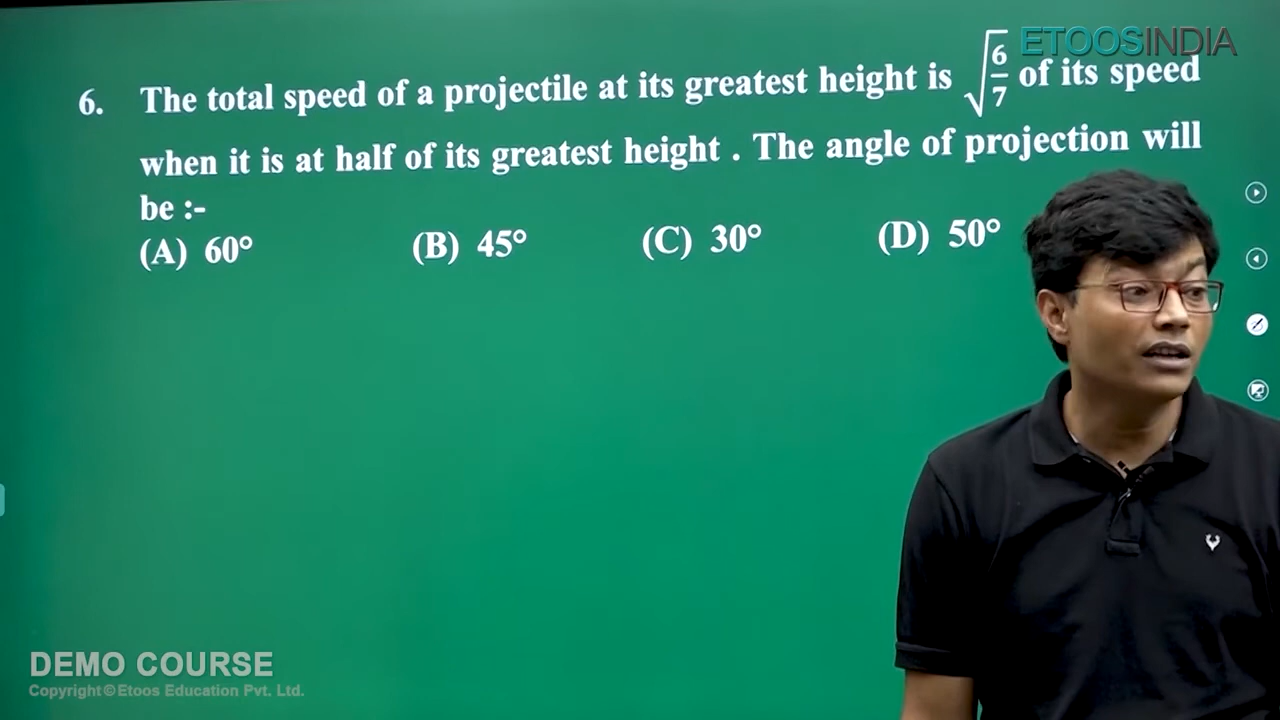 ETOOSINDIA
6. The total speed of a projectile at its greatest height is √6/7 of its speed
when it is at half of its greatest height . The angle of projection will
be :-
(A) 60° (B) 45° (C) 30° (D) 50°
DEMO COURSE
Copyright © Etoos Education Pvt. Ltd.